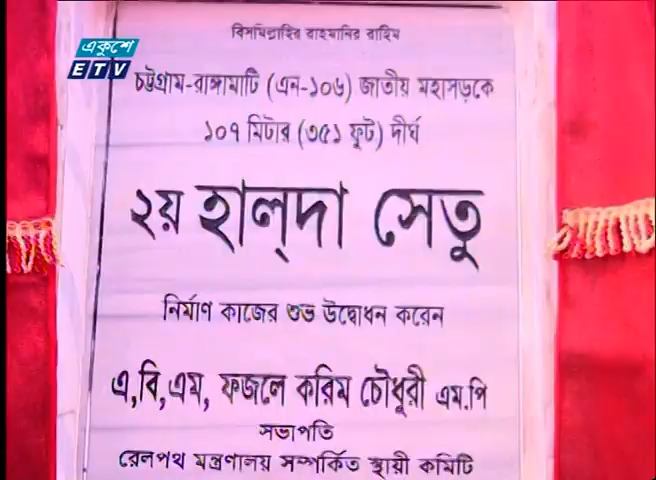 একুশে
ETV
বিসমিল্লাহির রাহমানির রাহিম
চট্টগ্রাম-রাঙ্গামাটি (এন-১০৬) জাতীয় মহাসড়কে
১০৭ মিটার (৩৫১ ফুট) দীর্ঘ
২য় হাল্‌দা সেতু
নির্মাণ কাজের শুভ উদ্বোধন করেন
এ,বি,এম, ফজলে করিম চৌধুরী এম.পি
সভাপতি
রেলপথ মন্ত্রণালয় সম্পর্কিত স্থায়ী কমিটি